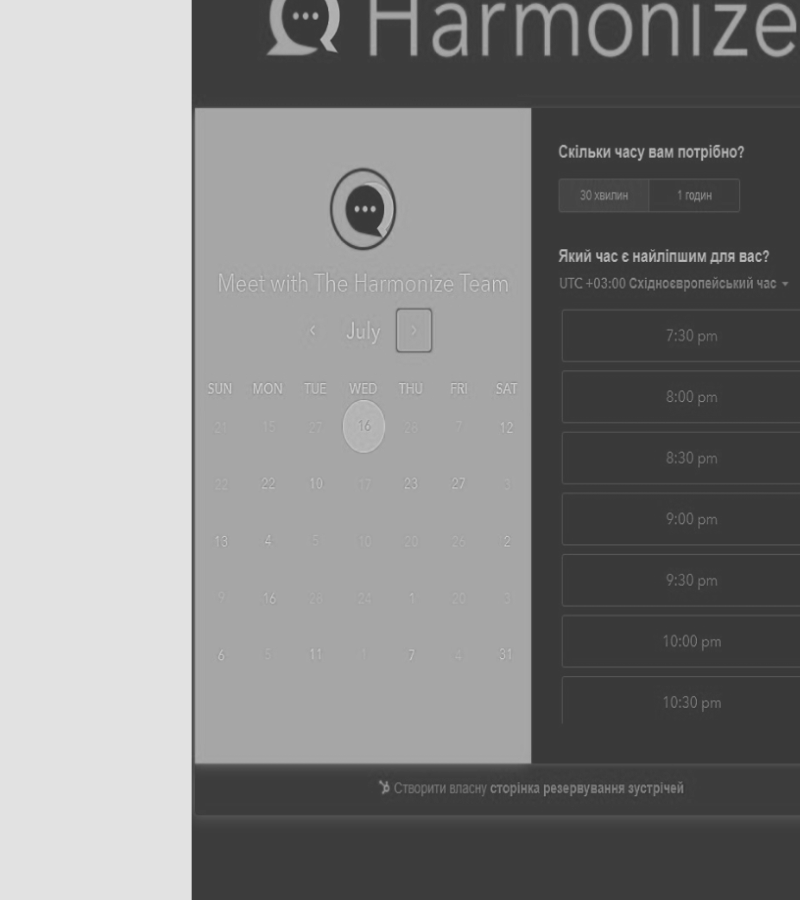 Harmonize
Meet with The Harmonize Team
July
SUN MON TUE WED THU FRI SAT
21 15 27 16 28 7 12
22 22 10 17 23 27 3
13 4 5 10 20 26 2
9 16 28 24 1 20 3
6 5 11 1 7 4 31
Скільки часу вам потрібно?
30 хвилин 1 годин
Який час є найліпшим для вас?
UTC +03:00 Східноєвропейський час
7:30 pm
8:00 pm
8:30 pm
9:00 pm
9:30 pm
10:00 pm
10:30 pm
Створити власну сторінка резервування зустрічей